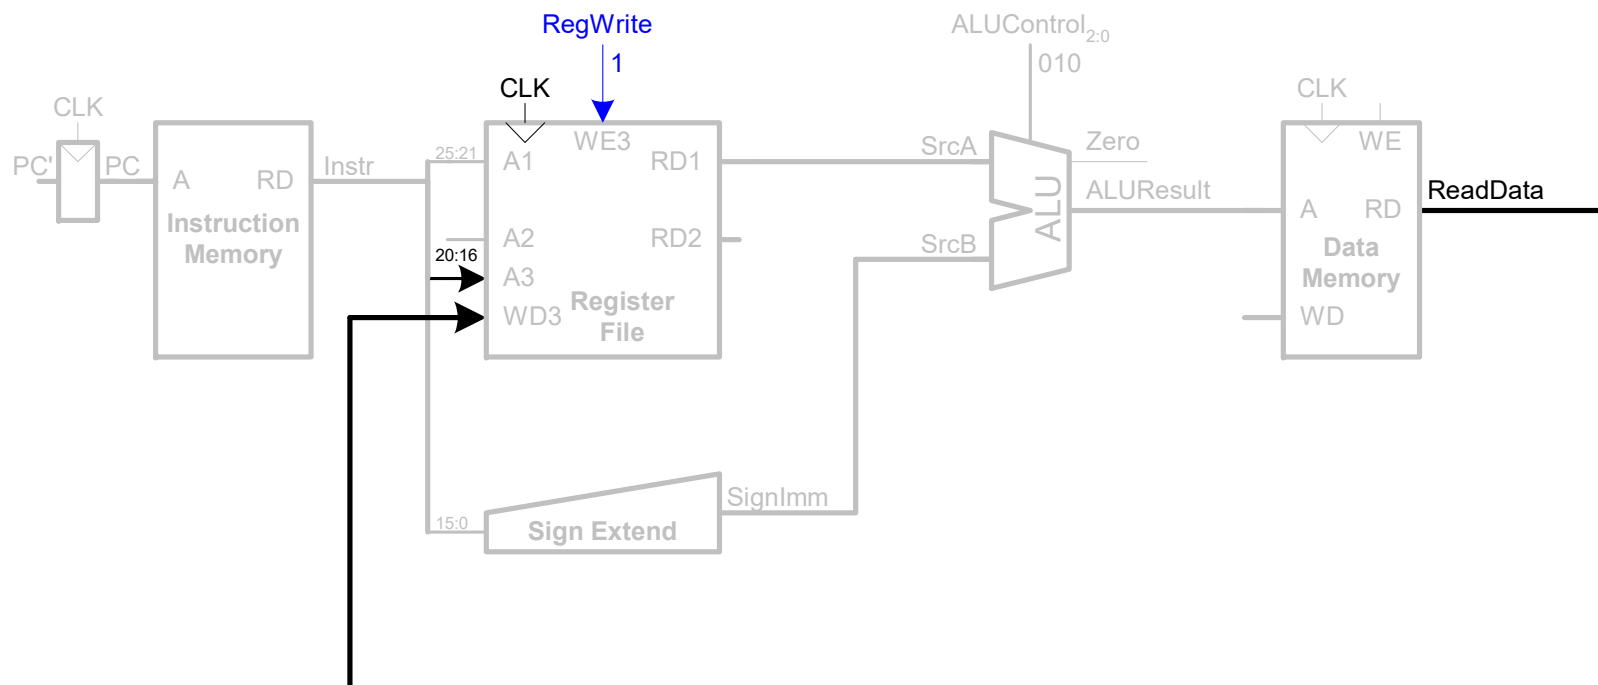 RegWrite
ALUControl2:0
1
010
CLK
CLK
CLK
WE3
WE
PC'
PC
A
RD
Instr
25:21
A1
RD1
SrcA
Zero
Instruction
Memory
ALU
ALUResult
A
RD
ReadData
A2
RD2
SrcB
20:16
A3
Data
Memory
WD3
Register
File
WD
15:0
Sign Extend
SignImm